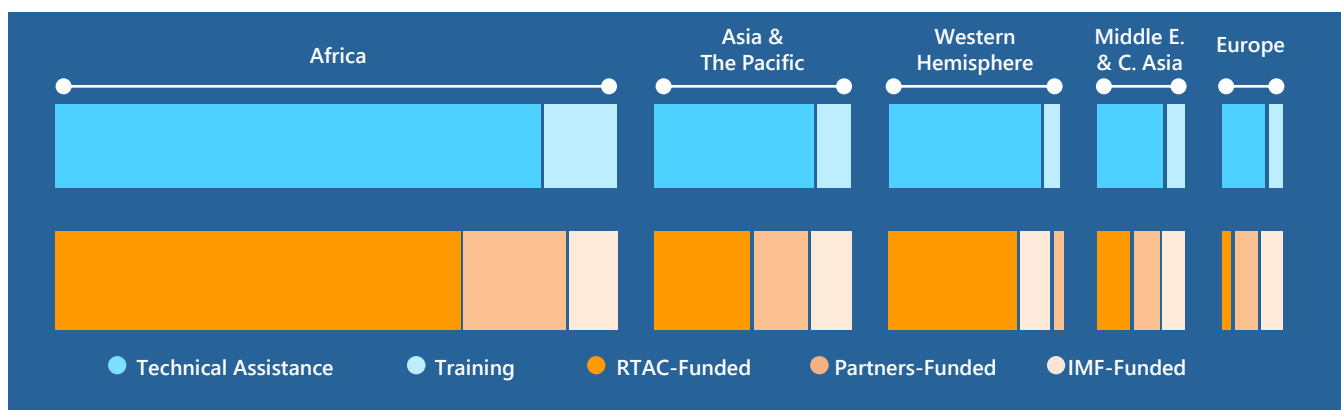 Africa
Asia &
The Pacific
Western
Hemisphere
Middle E.
& C. Asia
Europe
Technical Assistance
Training
RTAC-Funded
Partners-Funded
IMF-Funded